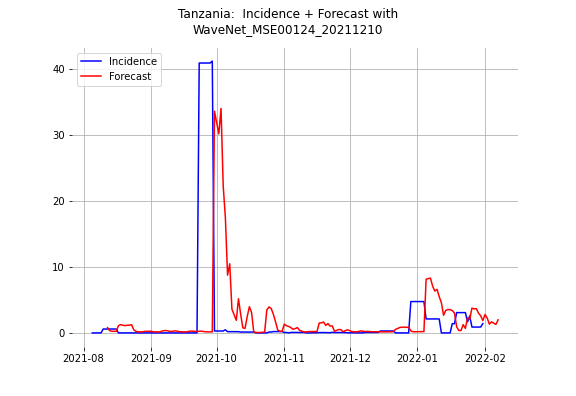 Tanzania:  Incidence + Forecast with
WaveNet_MSE00124_20211210
Incidence
Forecast
40
30
20
10
0
2021-08 2021-09 2021-10 2021-11 2021-12 2022-01 2022-02